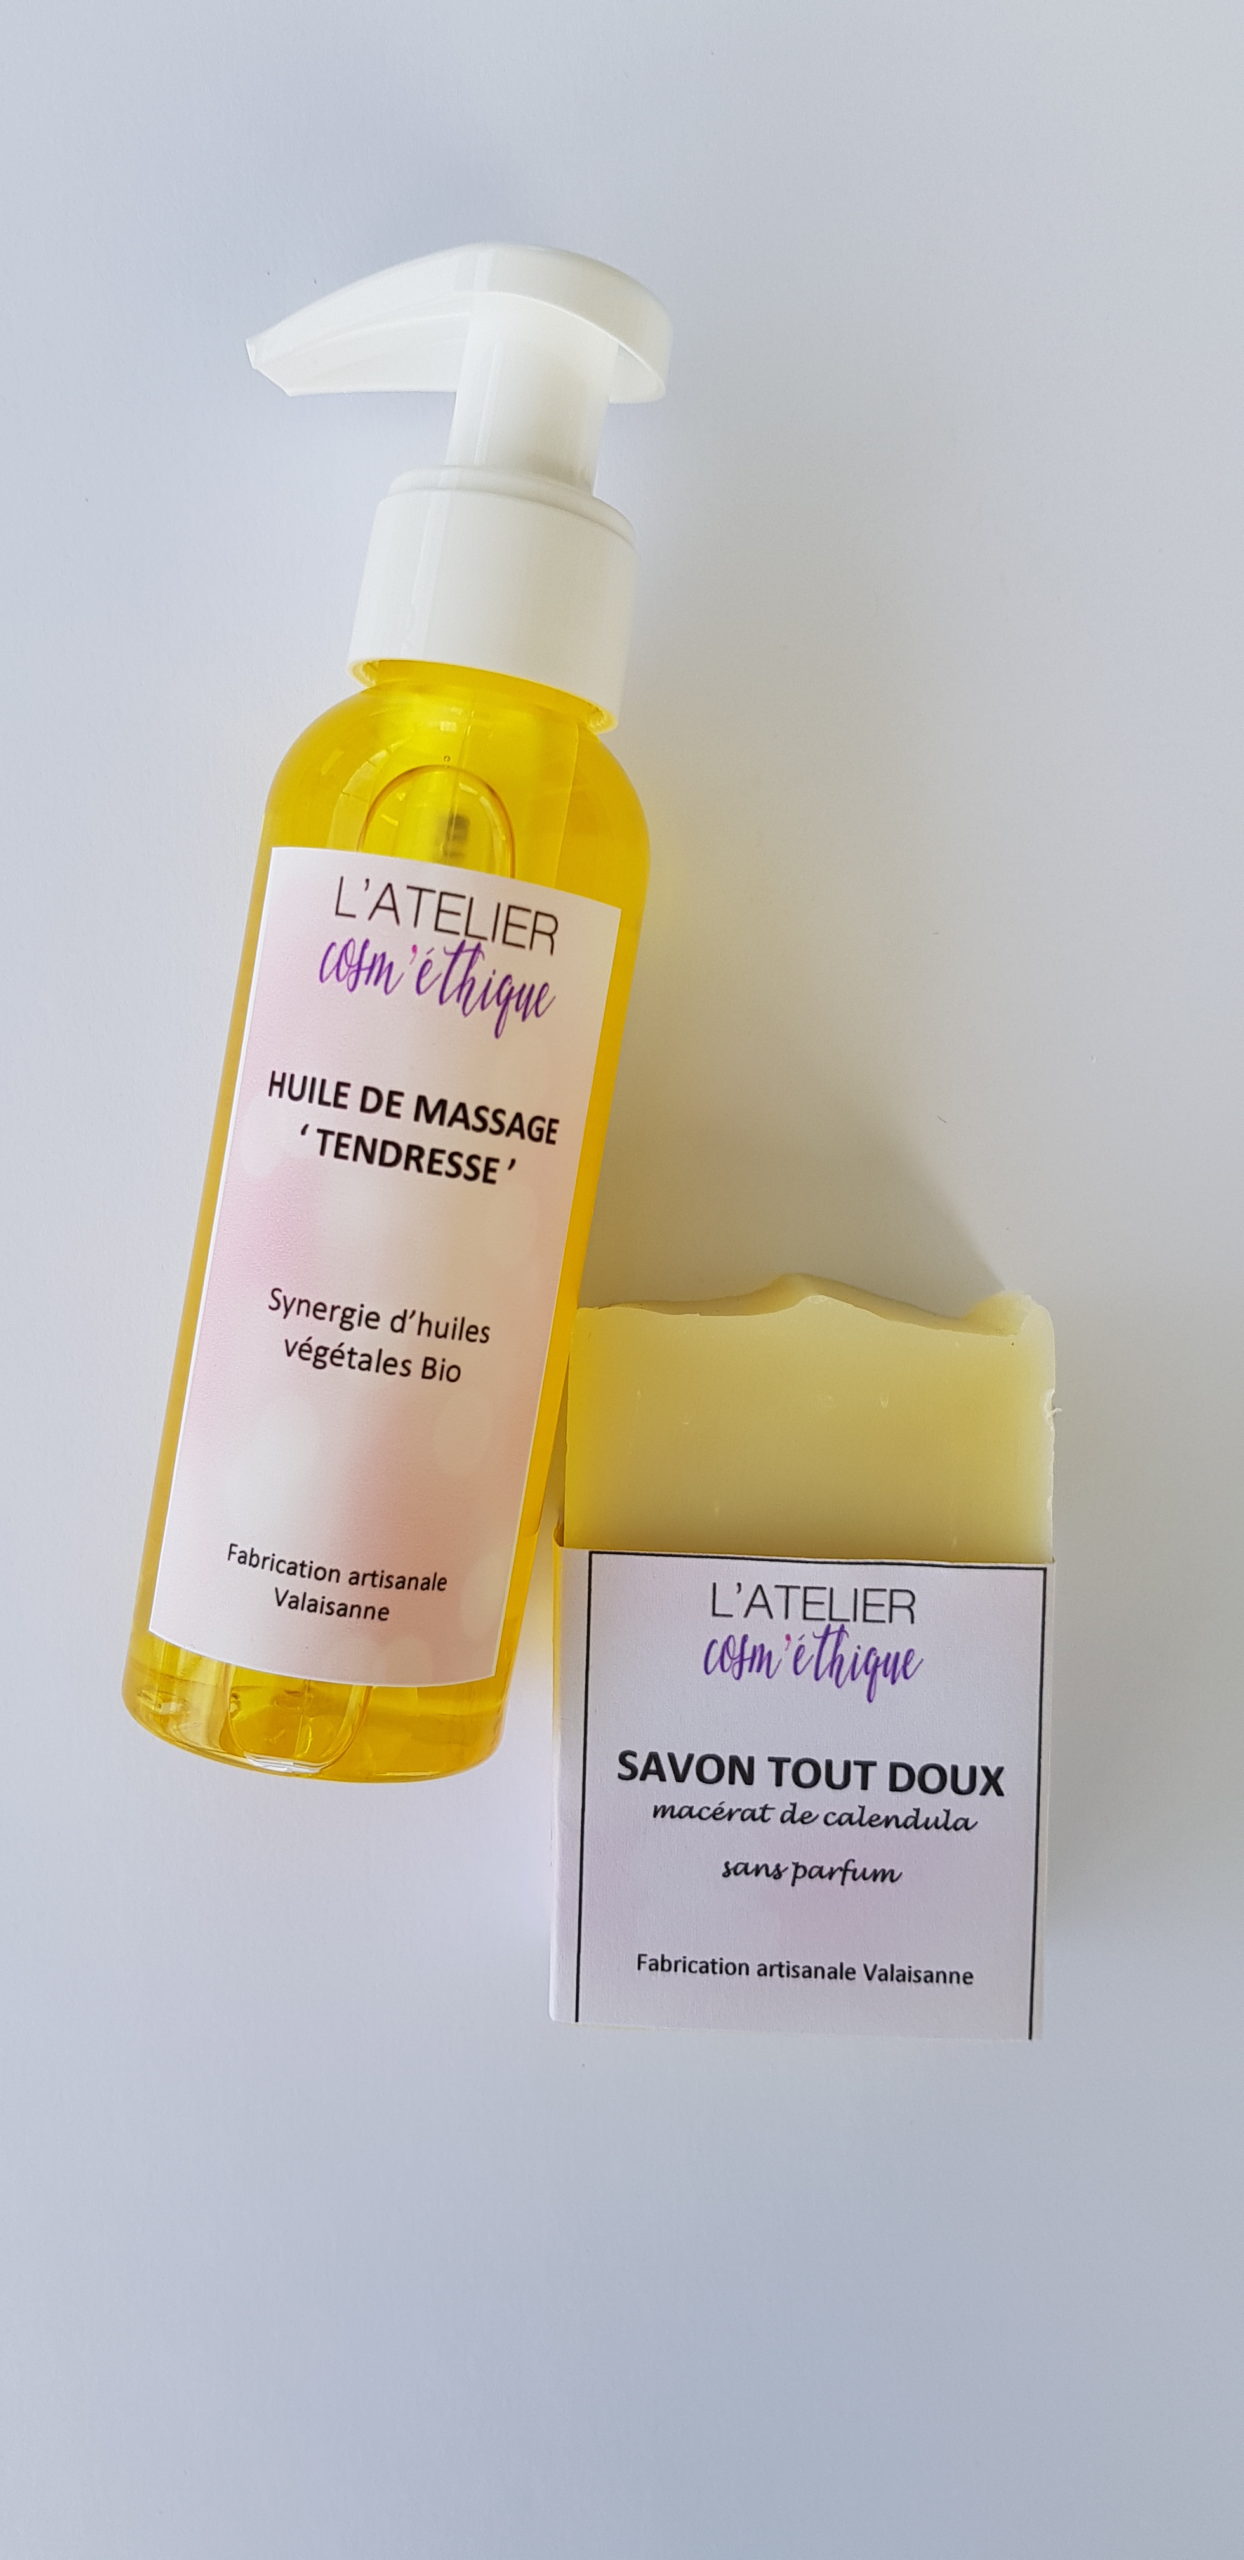 L'ATELIER
cosm'éthique
HUILE DE MASSAGE
‘ TENDRESSE ’
Synergie d’huiles
végétales Bio
Fabrication artisanale
Valaisanne
L'ATELIER
cosm'éthique
SAVON TOUT DOUX
macérat de calendula
sans parfum
Fabrication artisanale Valaisanne